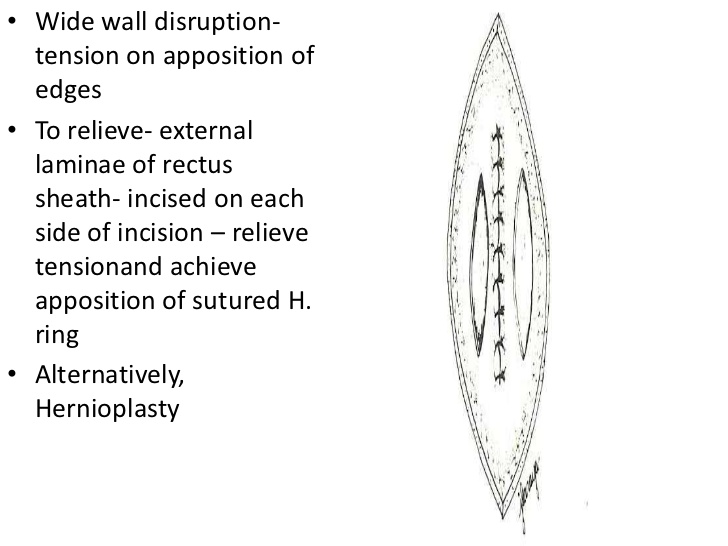 • Wide wall disruption-
tension on apposition of
edges
• To relieve- external
laminae of rectus
sheath- incised on each
side of incision – relieve
tensionand achieve
apposition of sutured H.
ring
• Alternatively,
Hernioplasty